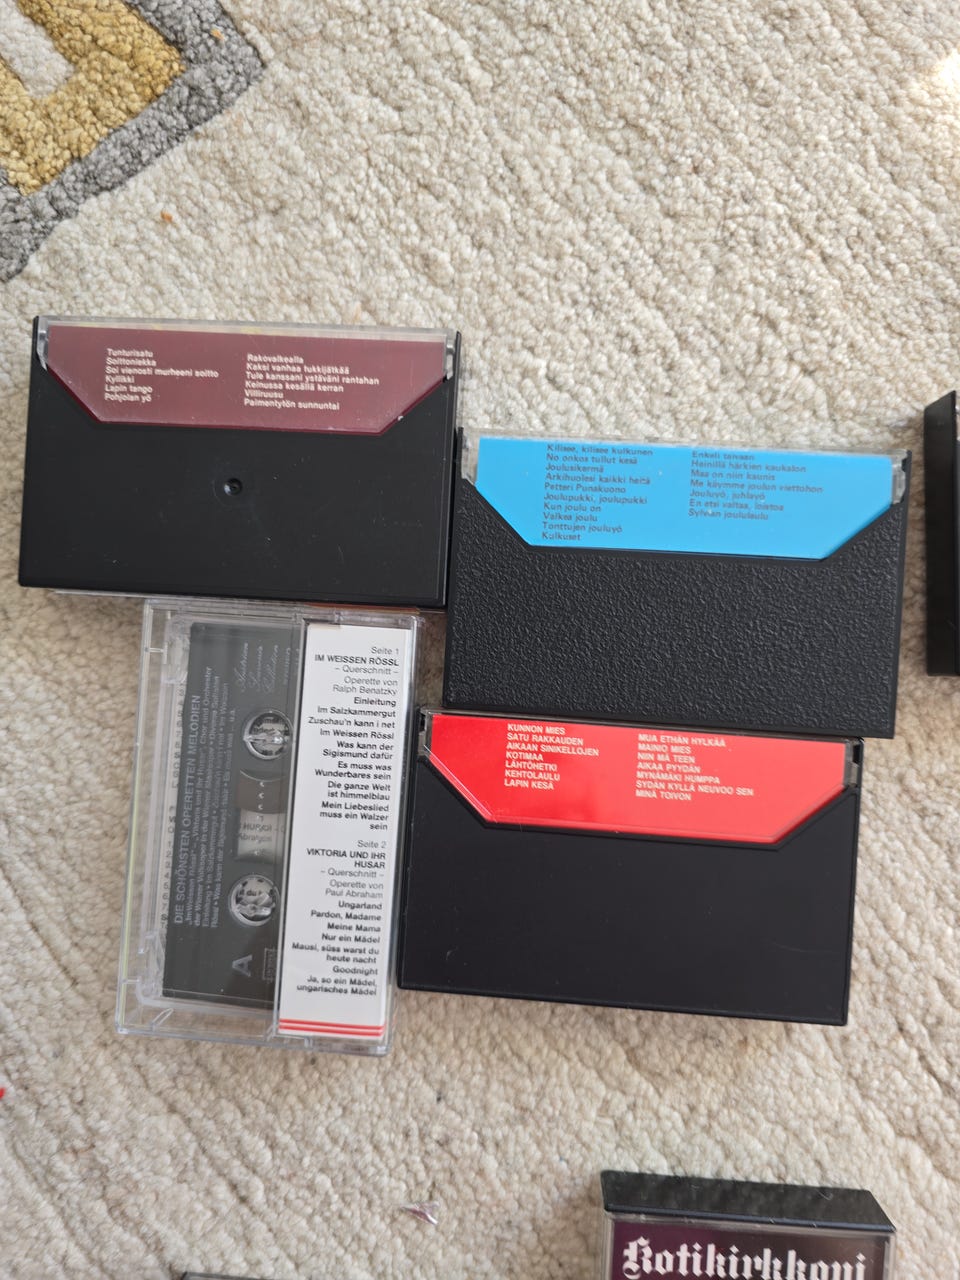 Tunturisatu
Soittoniekka
Soi vienosti murheeni soitto
Kyllikki
Lapin tango
Pohjolan yö
Rakovalkealla
Kaksi vanhaa tukkijätkää
Tule kanssani ystäväni rantahan
Keinussa kesällä kerran
Villiruusu
Paimentytön sunnuntai
Kilisee, kilisee kulkunen
No onkos tullut kesä
Joulusikermä
Arkihuolesi kaikki heitä
Petteri Punakuono
Joulupukki, joulupukki
Kun joulu on
Valkea joulu
Tonttujen jouluyö
Kulkuset
Enkeli taivaan
Heinillä härkien kaukalon
Maa on niin kaunis
Me käymme joulun viettohon
Jouluyö, juhlayö
En etsi valtaa, loistoa
Sylvian joululaulu
Seite 1
IM WEISSEN RÖSSL
– Querschnitt –
Operette von
Ralph Benatzky
Einleitung
Im Salzkammergut
Zuschau'n kann i net
Im Weissen Rössl
Was kann der
Sigismund dafür
Es muss was
Wunderbares sein
Die ganze Welt
ist himmelblau
Mein Liebeslied
muss ein Walzer
sein
Seite 2
VIKTORIA UND IHR
HUSAR
– Querschnitt –
Operette von
Paul Abraham
Ungarland
Pardon, Madame
Meine Mama
Nur ein Mädel
Mausi, süss warst du
heute nacht
Goodnight
Ja, so ein Mädel,
ungarisches Mädel
DIE SCHÖNSTEN OPERETTEN MELODIEN
A
KUNNON MIES
SATU RAKKAUDEN
AIKAAN SINIKELLOJEN
KOTIMAA
LÄHTÖHETKI
KEHTOLAULU
LAPIN KESÄ
MUA ETHÄN HYLKÄÄ
MAINIO MIES
NIIN MÄ TEEN
AIKAA PYYDÄN
MYNÄMÄKI HUMPPA
SYDÄN KYLLÄ NEUVOO SEN
MINÄ TOIVON
Kotikirkkoni